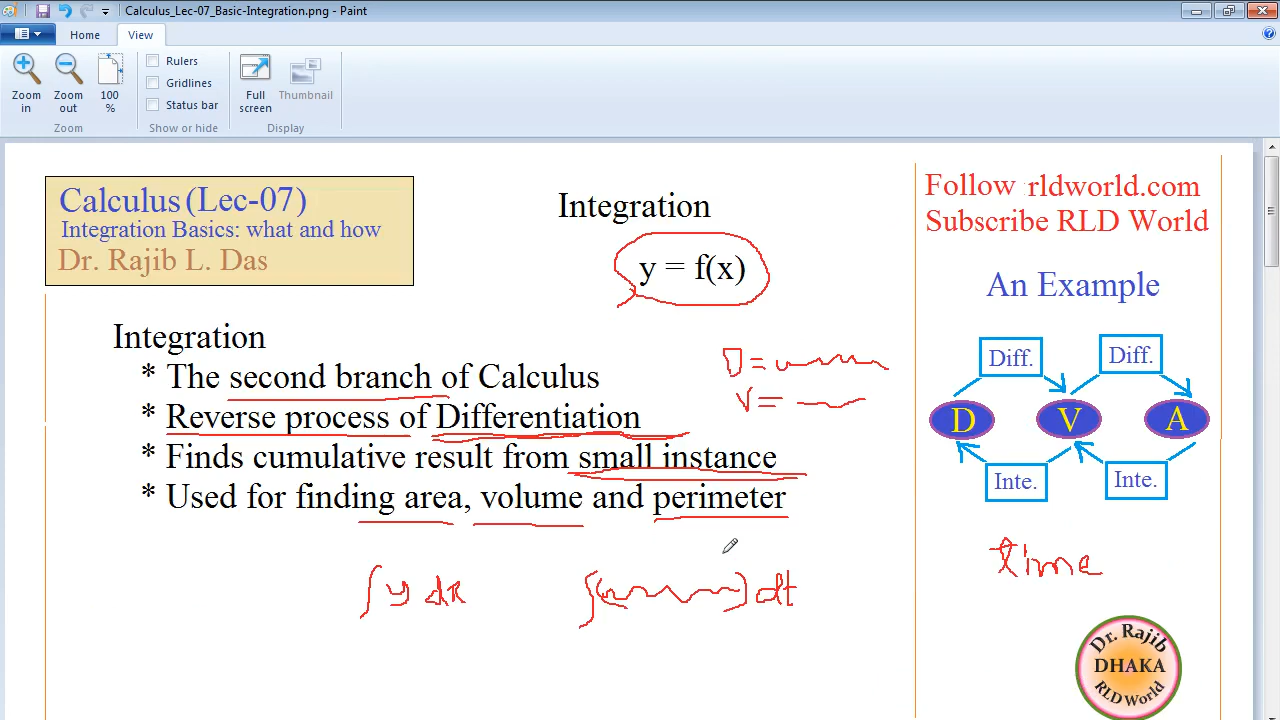 Calculus_Lec-07_Basic-Integration.png - Paint
Home View
Zoom in
Zoom out
100 %
Rulers
Gridlines
Status bar
Full screen
Thumbnail
Zoom
Show or hide
Display
Calculus (Lec-07)
Integration Basics: what and how
Dr. Rajib L. Das
Integration
y = f(x)
Integration
* The second branch of Calculus
* Reverse process of Differentiation
* Finds cumulative result from small instance
* Used for finding area, volume and perimeter
D =
V =
∫ y dx
∫( ) dt
Follow rldworld.com
Subscribe RLD World
An Example
Diff. Diff.
D V A
Inte. Inte.
time
Dr. Rajib
DHAKA
RLD World